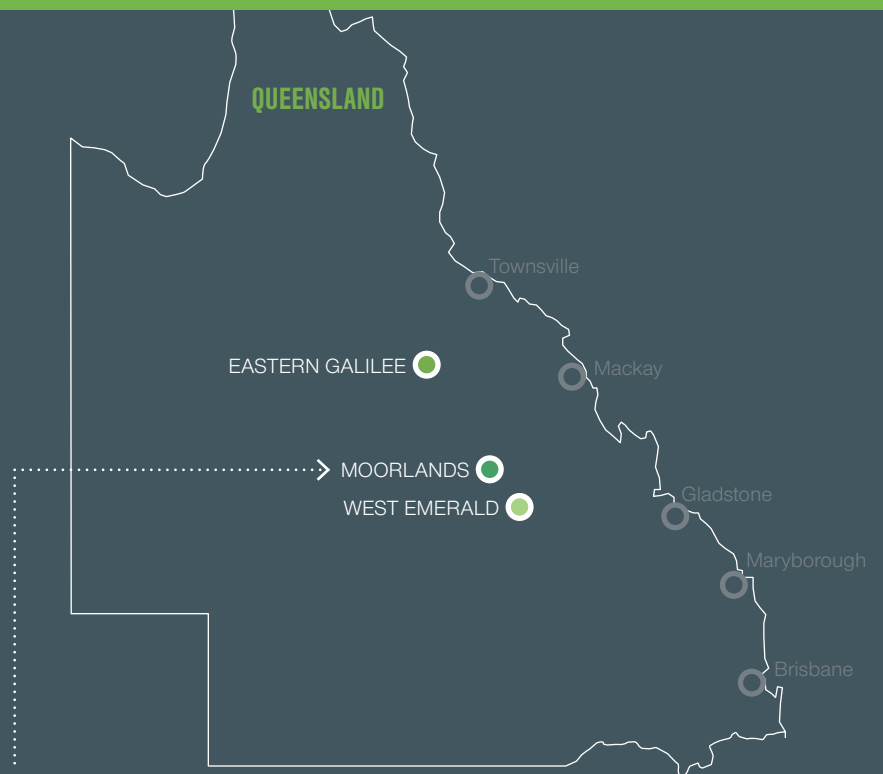 QUEENSLAND
Townsville
EASTERN GALILEE
Mackay
MOORLANDS
Gladstone
WEST EMERALD
Maryborough
Brisbane